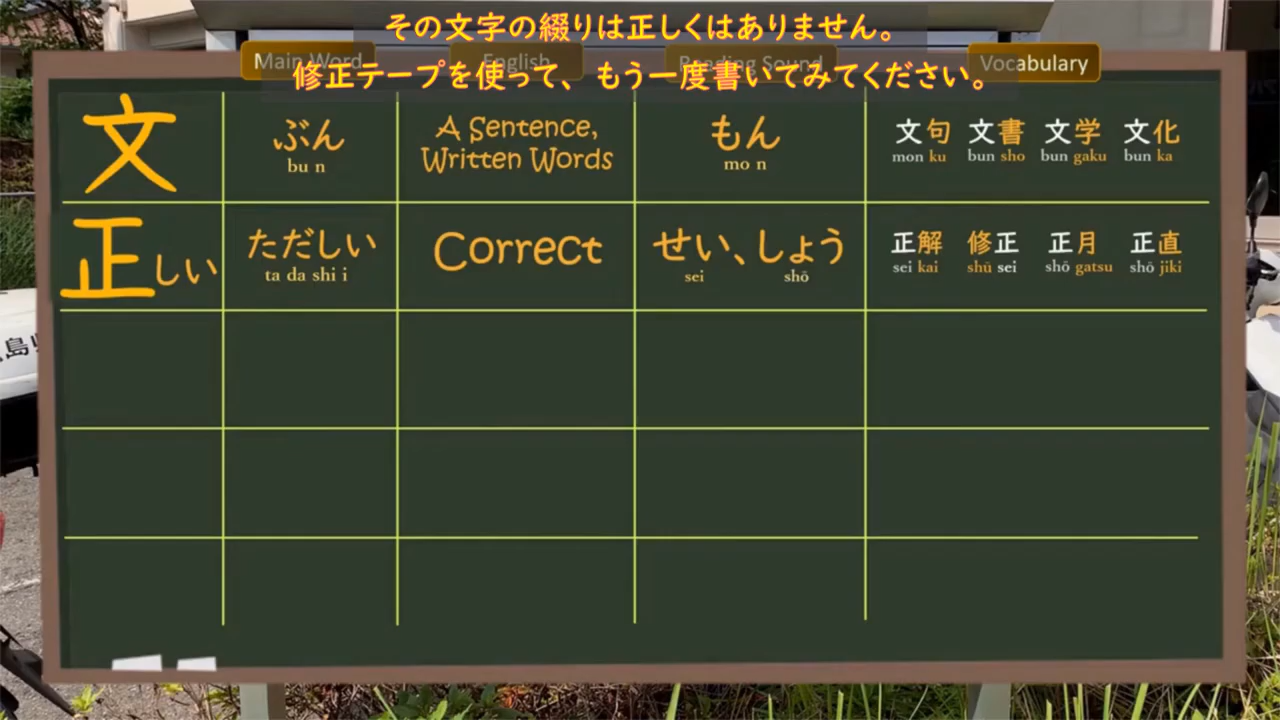 その文字の綴りは正しくはありません。
修正テープを使って、もう一度書いてみてください。
Main Word English Reading Sound Vocabulary
文 ぶん A Sentence, Written Words もん 文句 文書 文学 文化
bu n mo n mon ku bun sho bun gaku bun ka
正しい ただしい Correct せい、しょう 正解 修正 正月 正直
ta da shi i sei shō sei kai shū sei shō gatsu shō jiki
島県